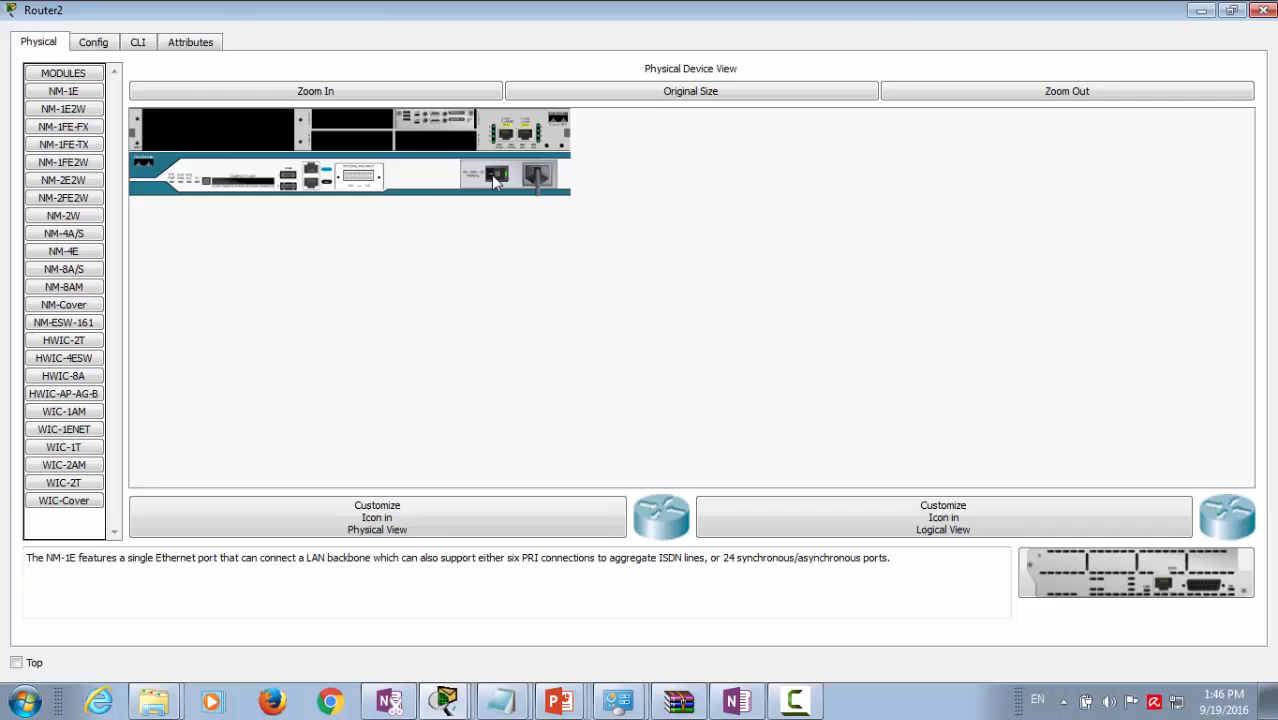 Router2
Physical
Config
CLI
Attributes
MODULES
NM-1E
NM-1E2W
NM-1FE-FX
NM-1FE-TX
NM-1FE2W
NM-2E2W
NM-2FE2W
NM-2W
NM-4A/S
NM-4E
NM-8A/S
NM-8AM
NM-Cover
NM-ESW-161
HWIC-2T
HWIC-4ESW
HWIC-8A
HWIC-AP-AG-B
WIC-1AM
WIC-1ENET
WIC-1T
WIC-2AM
WIC-2T
WIC-Cover
Physical Device View
Zoom In
Original Size
Zoom Out
Customize
Icon in
Physical View
Customize
Icon in
Logical View
The NM-1E features a single Ethernet port that can connect a LAN backbone which can also support either six PRI connections to aggregate ISDN lines, or 24 synchronous/asynchronous ports.
Top
EN
1:46 PM
9/19/2016